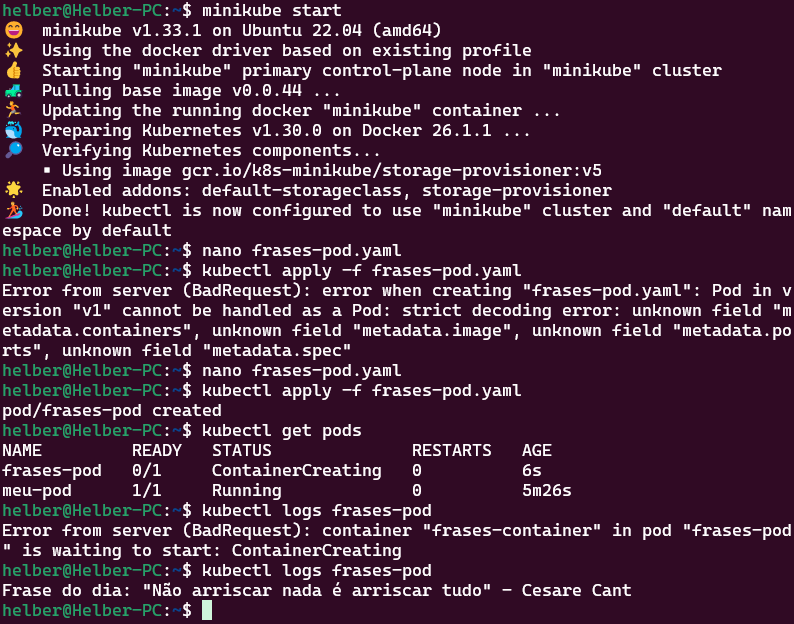 helber@Helber-PC:~$ minikube start
😄  minikube v1.33.1 on Ubuntu 22.04 (amd64)
✨  Using the docker driver based on existing profile
👍  Starting "minikube" primary control-plane node in "minikube" cluster
🚜  Pulling base image v0.0.44 ...
🏃  Updating the running docker "minikube" container ...
🐳  Preparing Kubernetes v1.30.0 on Docker 26.1.1 ...
🔎  Verifying Kubernetes components...
    ▪ Using image gcr.io/k8s-minikube/storage-provisioner:v5
🌟  Enabled addons: default-storageclass, storage-provisioner
🏄  Done! kubectl is now configured to use "minikube" cluster and "default" nam
espace by default
helber@Helber-PC:~$ nano frases-pod.yaml
helber@Helber-PC:~$ kubectl apply -f frases-pod.yaml
Error from server (BadRequest): error when creating "frases-pod.yaml": Pod in v
ersion "v1" cannot be handled as a Pod: strict decoding error: unknown field "m
etadata.containers", unknown field "metadata.image", unknown field "metadata.po
rts", unknown field "metadata.spec"
helber@Helber-PC:~$ nano frases-pod.yaml
helber@Helber-PC:~$ kubectl apply -f frases-pod.yaml
pod/frases-pod created
helber@Helber-PC:~$ kubectl get pods
NAME         READY   STATUS              RESTARTS   AGE
frases-pod   0/1     ContainerCreating   0          6s
meu-pod      1/1     Running             0          5m26s
helber@Helber-PC:~$ kubectl logs frases-pod
Error from server (BadRequest): container "frases-container" in pod "frases-pod
" is waiting to start: ContainerCreating
helber@Helber-PC:~$ kubectl logs frases-pod
Frase do dia: "Não arriscar nada é arriscar tudo" - Cesare Cant
helber@Helber-PC:~$